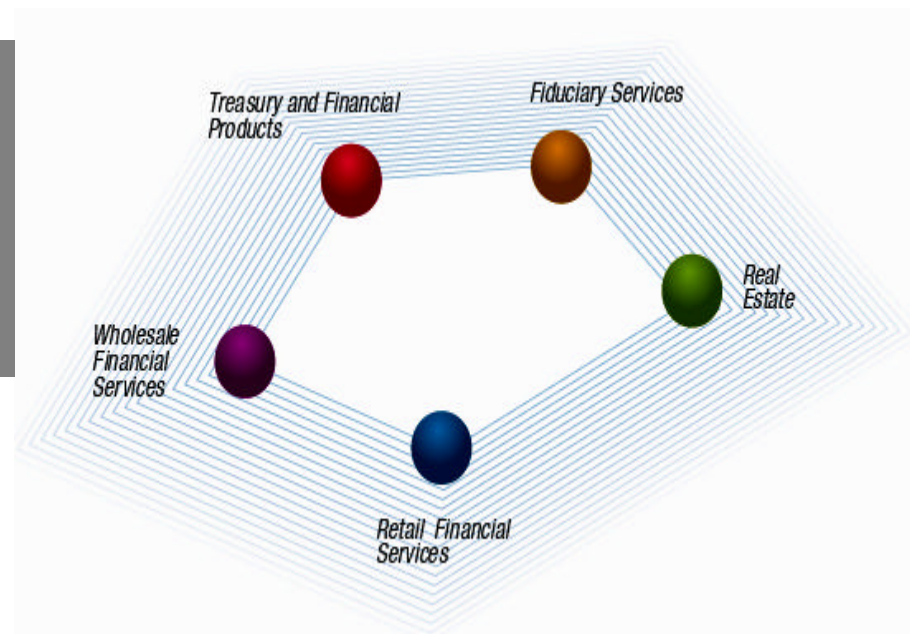 Treasury and Financial
Products
Fiduciary Services
Real
Estate
Wholesale
Financial
Services
Retail Financial
Services